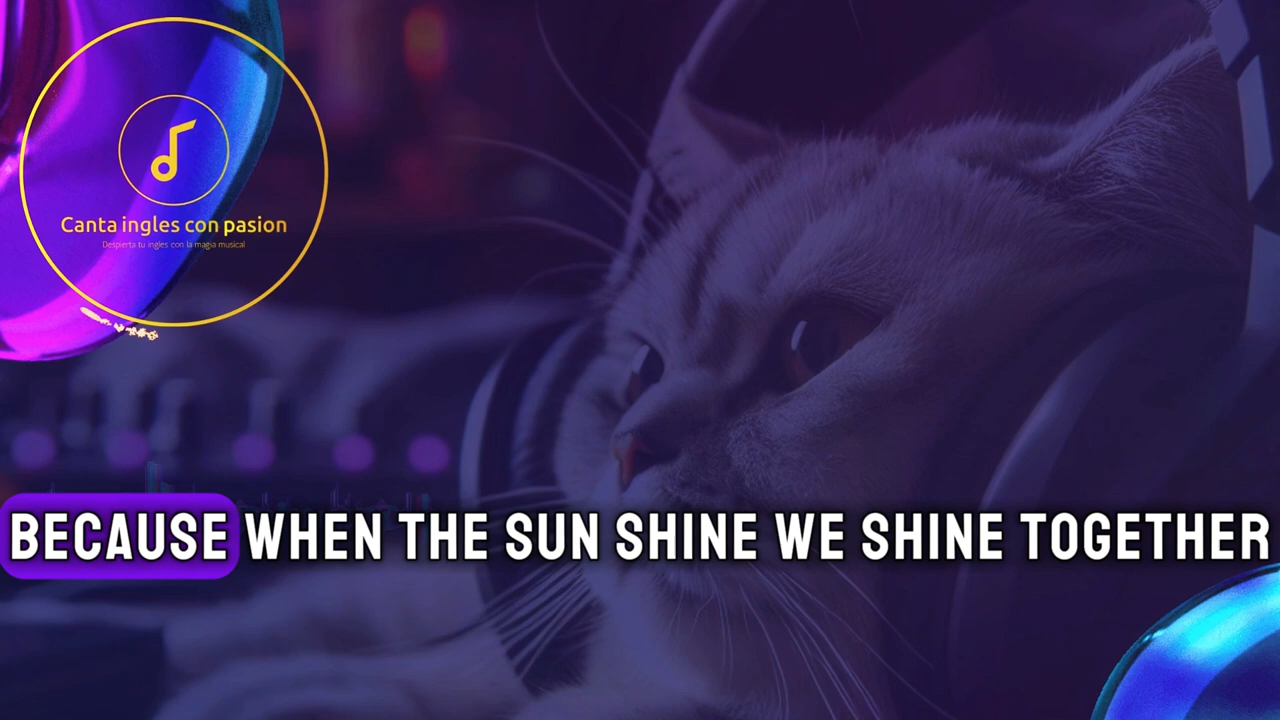 Canta ingles con pasion
Despierta tu ingles con la magia musical
BECAUSE WHEN THE SUN SHINE WE SHINE TOGETHER